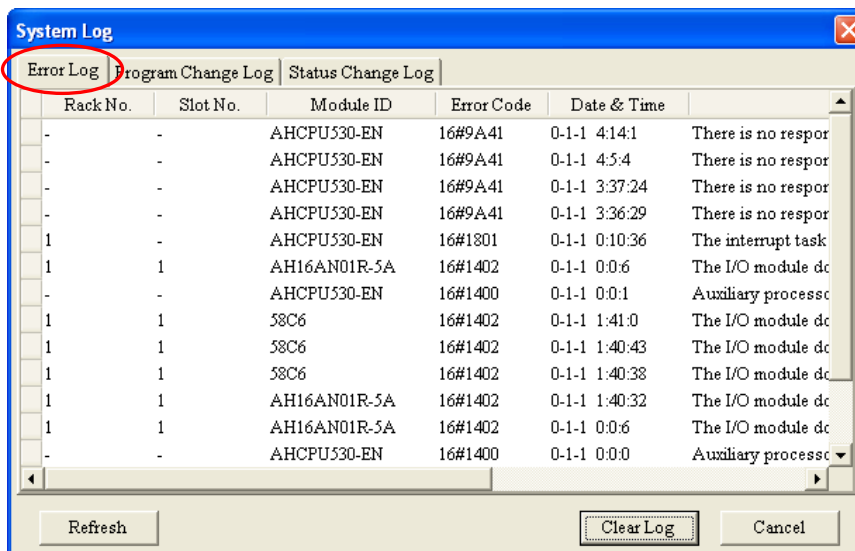 System Log
Error Log Program Change Log Status Change Log
Rack No. Slot No. Module ID Error Code Date & Time
- - AHCPU530-EN 16#9A41 0-1-1 4:14:1 There is no respor
- - AHCPU530-EN 16#9A41 0-1-1 4:5:4 There is no respor
- - AHCPU530-EN 16#9A41 0-1-1 3:37:24 There is no respor
- - AHCPU530-EN 16#9A41 0-1-1 3:36:29 There is no respor
1 - AHCPU530-EN 16#1801 0-1-1 0:10:36 The interrupt task
1 1 AH16AN01R-5A 16#1402 0-1-1 0:0:6 The I/O module do
- - AHCPU530-EN 16#1400 0-1-1 0:0:1 Auxiliary processo
1 1 58C6 16#1402 0-1-1 1:41:0 The I/O module do
1 1 58C6 16#1402 0-1-1 1:40:43 The I/O module do
1 1 58C6 16#1402 0-1-1 1:40:38 The I/O module do
1 1 AH16AN01R-5A 16#1402 0-1-1 1:40:32 The I/O module do
1 1 AH16AN01R-5A 16#1402 0-1-1 0:0:6 The I/O module do
- - AHCPU530-EN 16#1400 0-1-1 0:0:0 Auxiliary processo
Refresh Clear Log Cancel